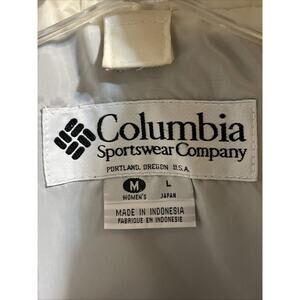 Columbia
Sportswear Company
PORTLAND, OREGON U.S.A.
M L
WOMEN'S JAPAN
MADE IN INDONESIA
FABRIQUE EN INDONESIE